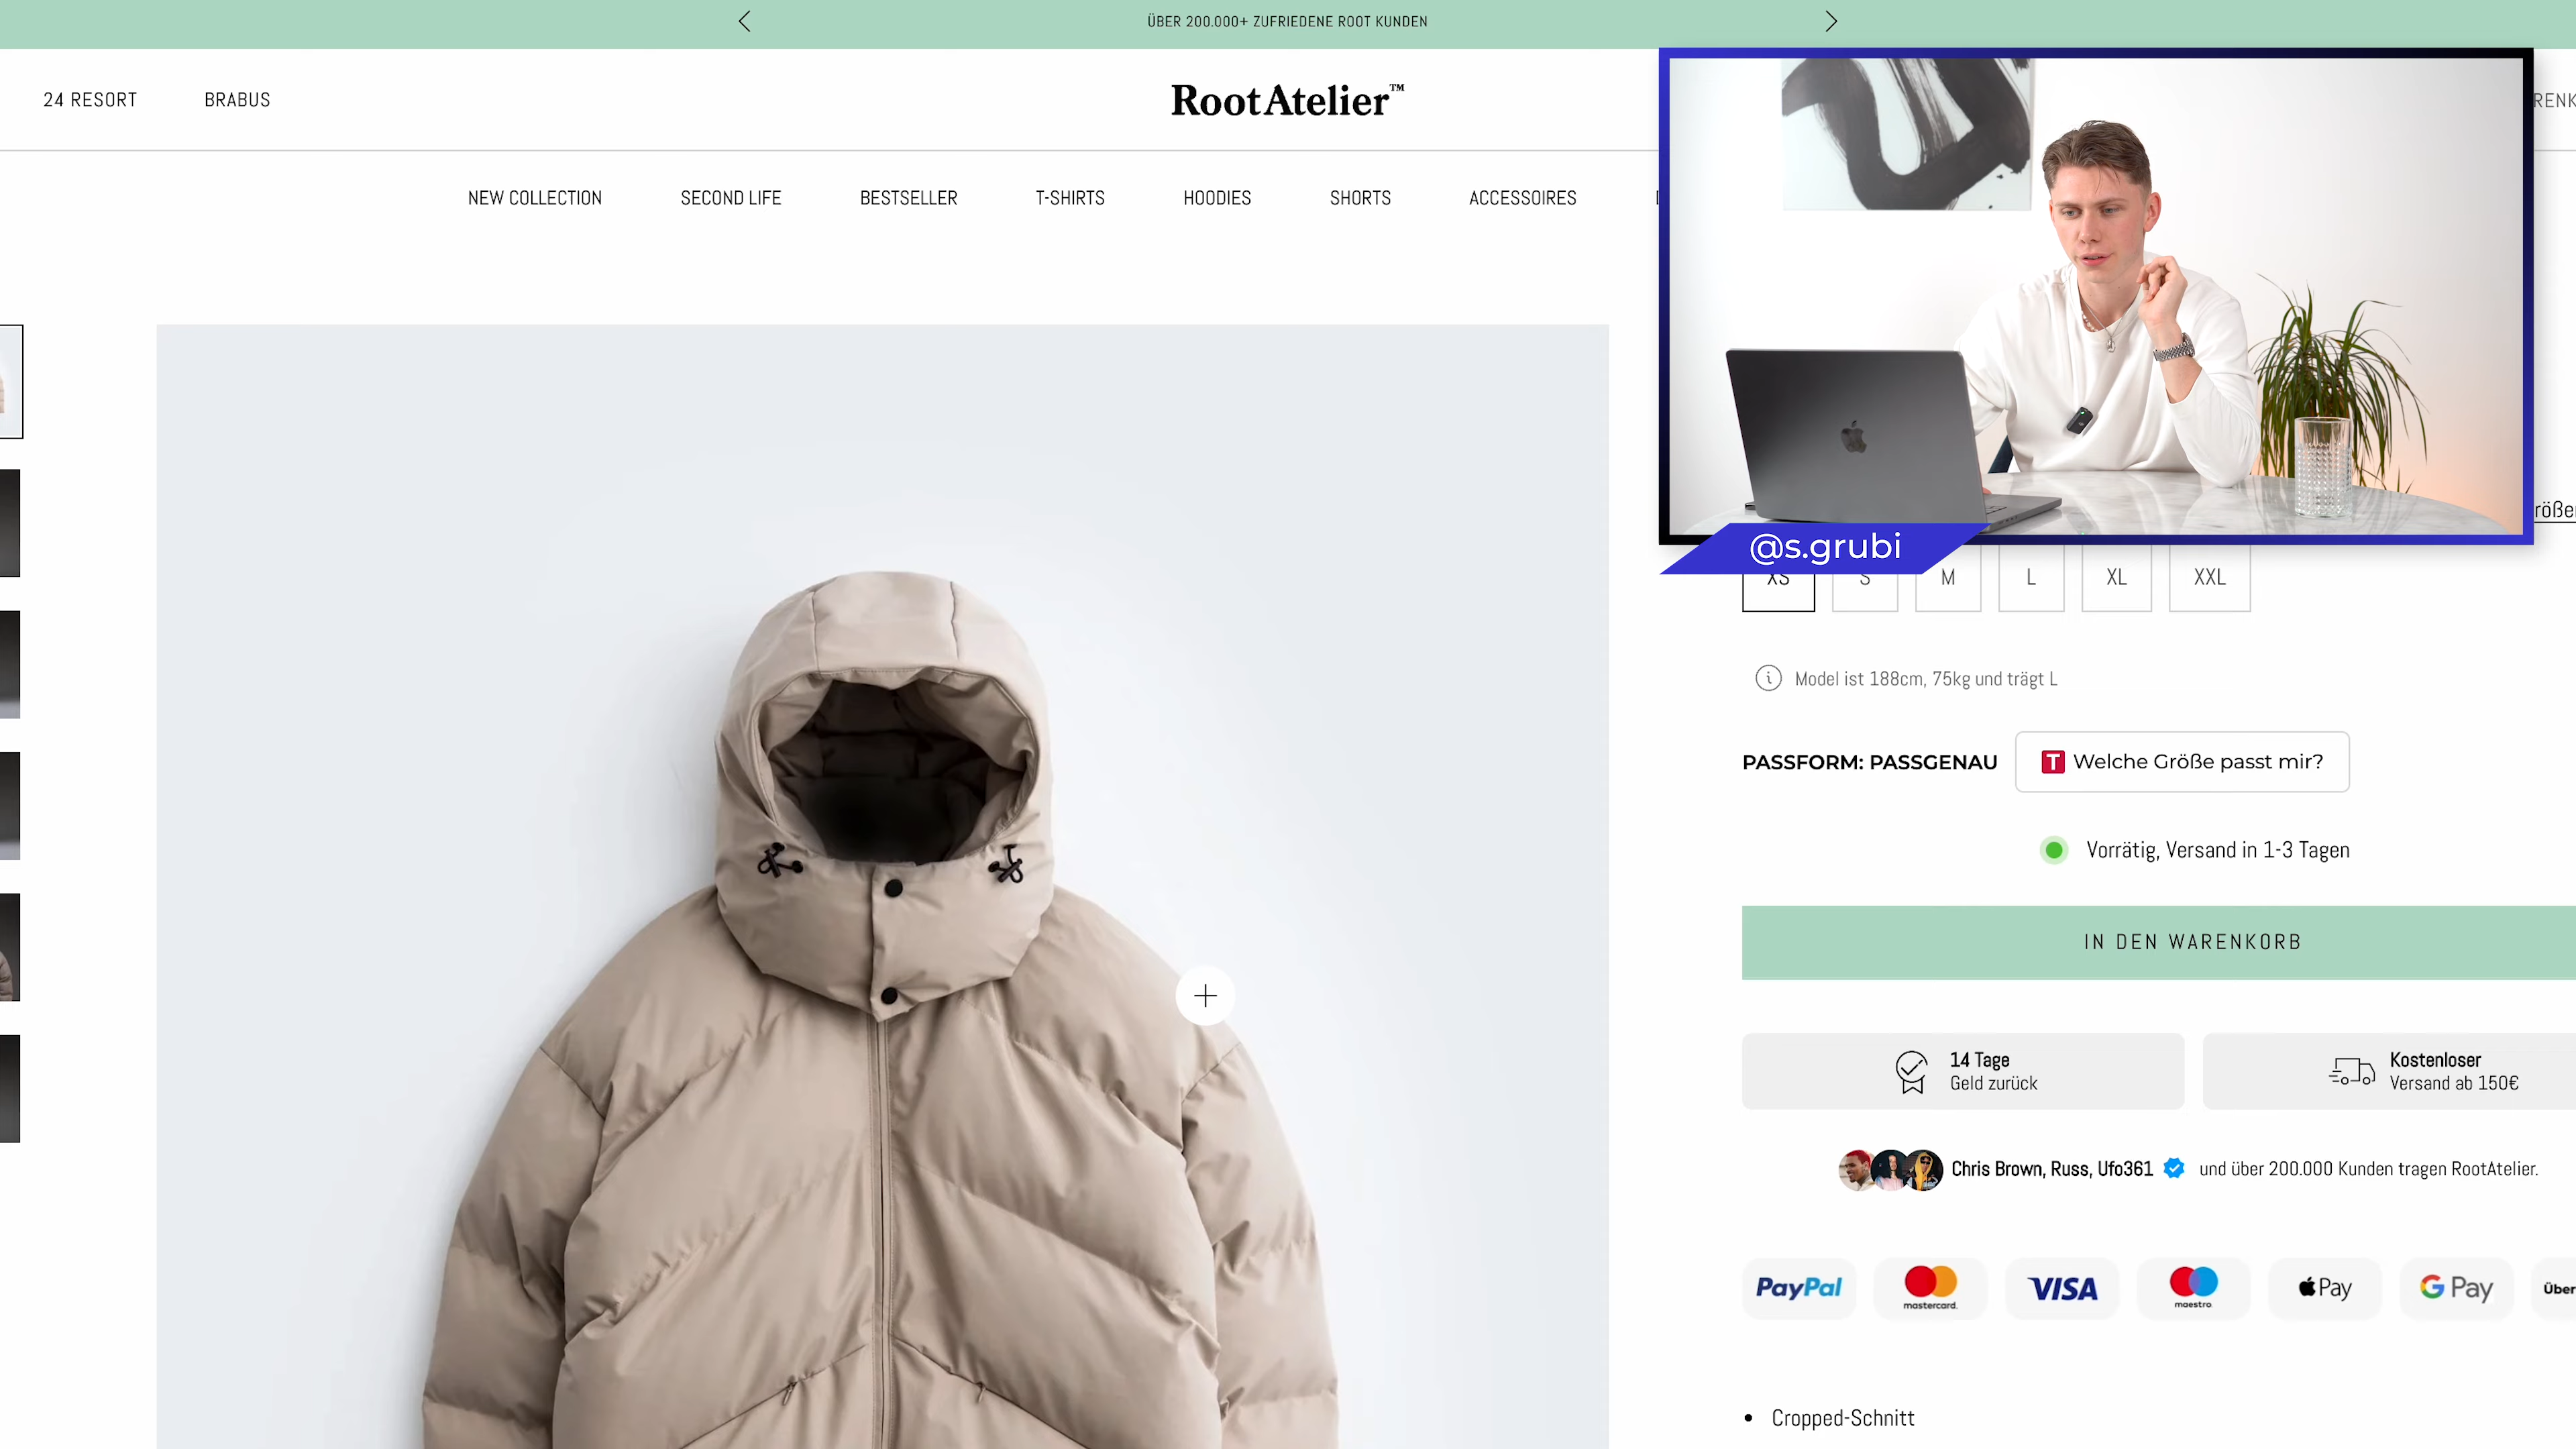 ÜBER 200.000+ ZUFRIEDENE ROOT KUNDEN
24 RESORT
BRABUS
RootAtelier™
NEW COLLECTION
SECOND LIFE
BESTSELLER
T-SHIRTS
HOODIES
SHORTS
ACCESSOIRES
@s.grubi
XS
S
M
L
XL
XXL
Model ist 188cm, 75kg und trägt L
PASSFORM: PASSGENAU
T Welche Größe passt mir?
Vorrätig, Versand in 1-3 Tagen
IN DEN WARENKORB
14 Tage
Geld zurück
Kostenloser
Versand ab 150€
Chris Brown, Russ, Ufo361 und über 200.000 Kunden tragen RootAtelier.
PayPal
mastercard.
VISA
maestro
Pay
G Pay
Über
• Cropped-Schnitt